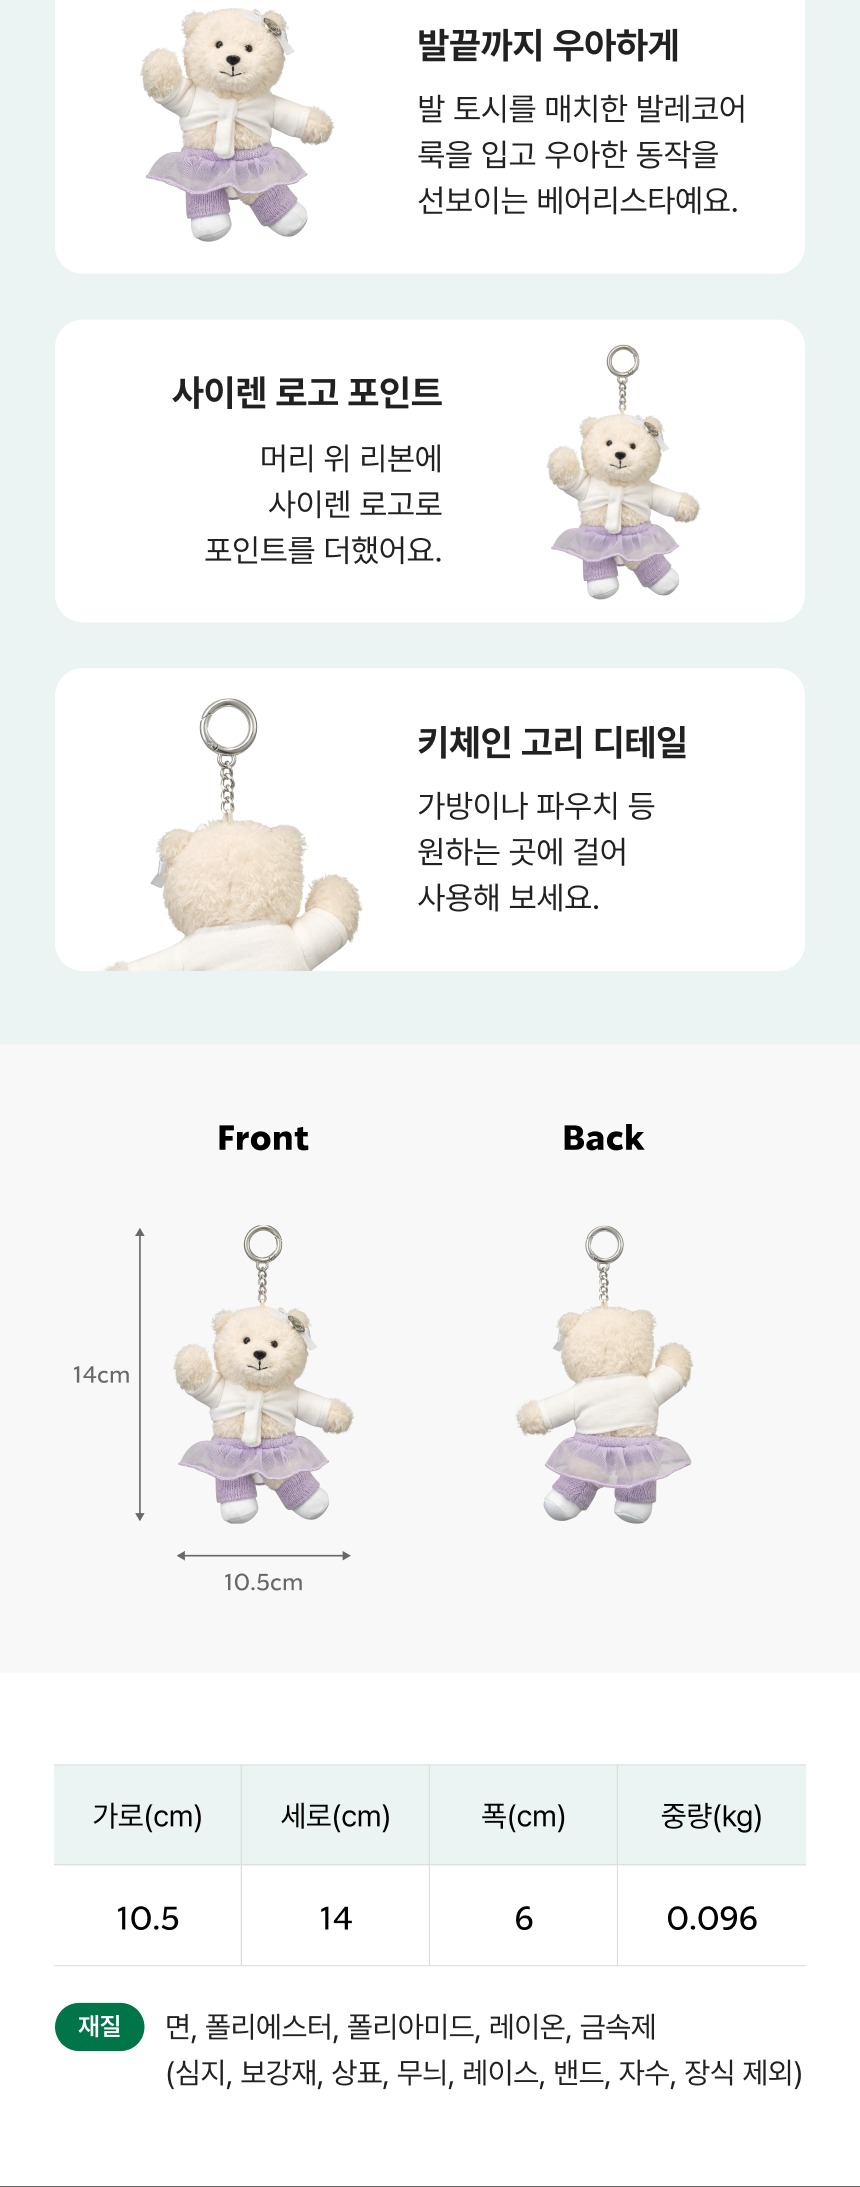 발끝까지 우아하게
발 토시를 매치한 발레코어
룩을 입고 우아한 동작을
선보이는 베어리스타예요.
사이렌 로고 포인트
머리 위 리본에
사이렌 로고로
포인트를 더했어요.
키체인 고리 디테일
가방이나 파우치 등
원하는 곳에 걸어
사용해 보세요.
Front
Back
14cm
10.5cm
가로(cm) 세로(cm) 폭(cm) 중량(kg)
10.5 14 6 0.096
재질 면, 폴리에스터, 폴리아미드, 레이온, 금속제
(심지, 보강재, 상표, 무늬, 레이스, 밴드, 자수, 장식 제외)